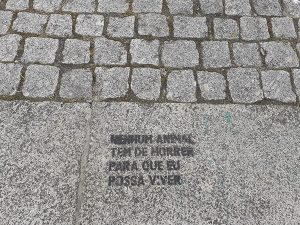 NENHUM ANIMAL
TEM DE MORRER
PARA QUE EU
POSSA VIVER